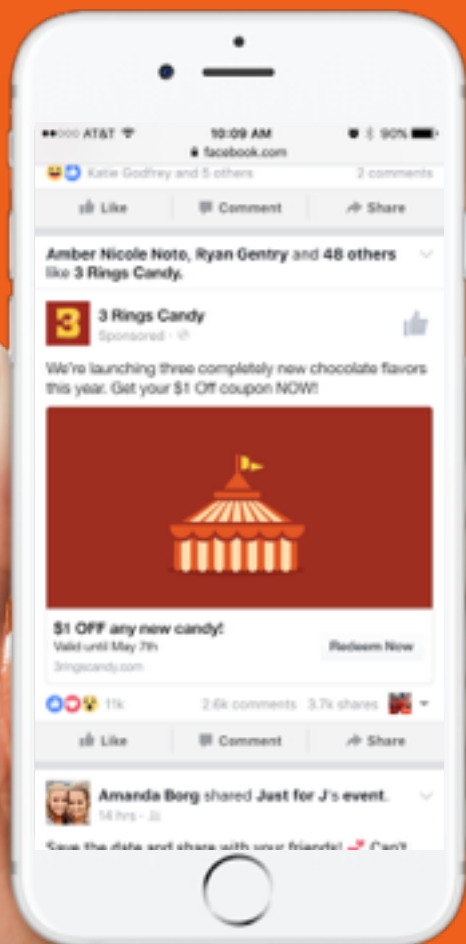 AT&T 10:09 AM 90%
facebook.com
Katie Godfrey and 5 others 2 comments
Like Comment Share
Amber Nicole Noto, Ryan Gentry and 48 others
like 3 Rings Candy.
3 3 Rings Candy
Sponsored ·
We're launching three completely new chocolate flavors
this year. Get your $1 Off coupon NOW!
$1 OFF any new candy!
Valid until May 7th Redeem Now
3ringscandy.com
11k 2.6k comments 3.7k shares
Like Comment Share
Amanda Borg shared Just for J's event.
14 hrs ·
Save the date and share with your friends! 💕 Can't